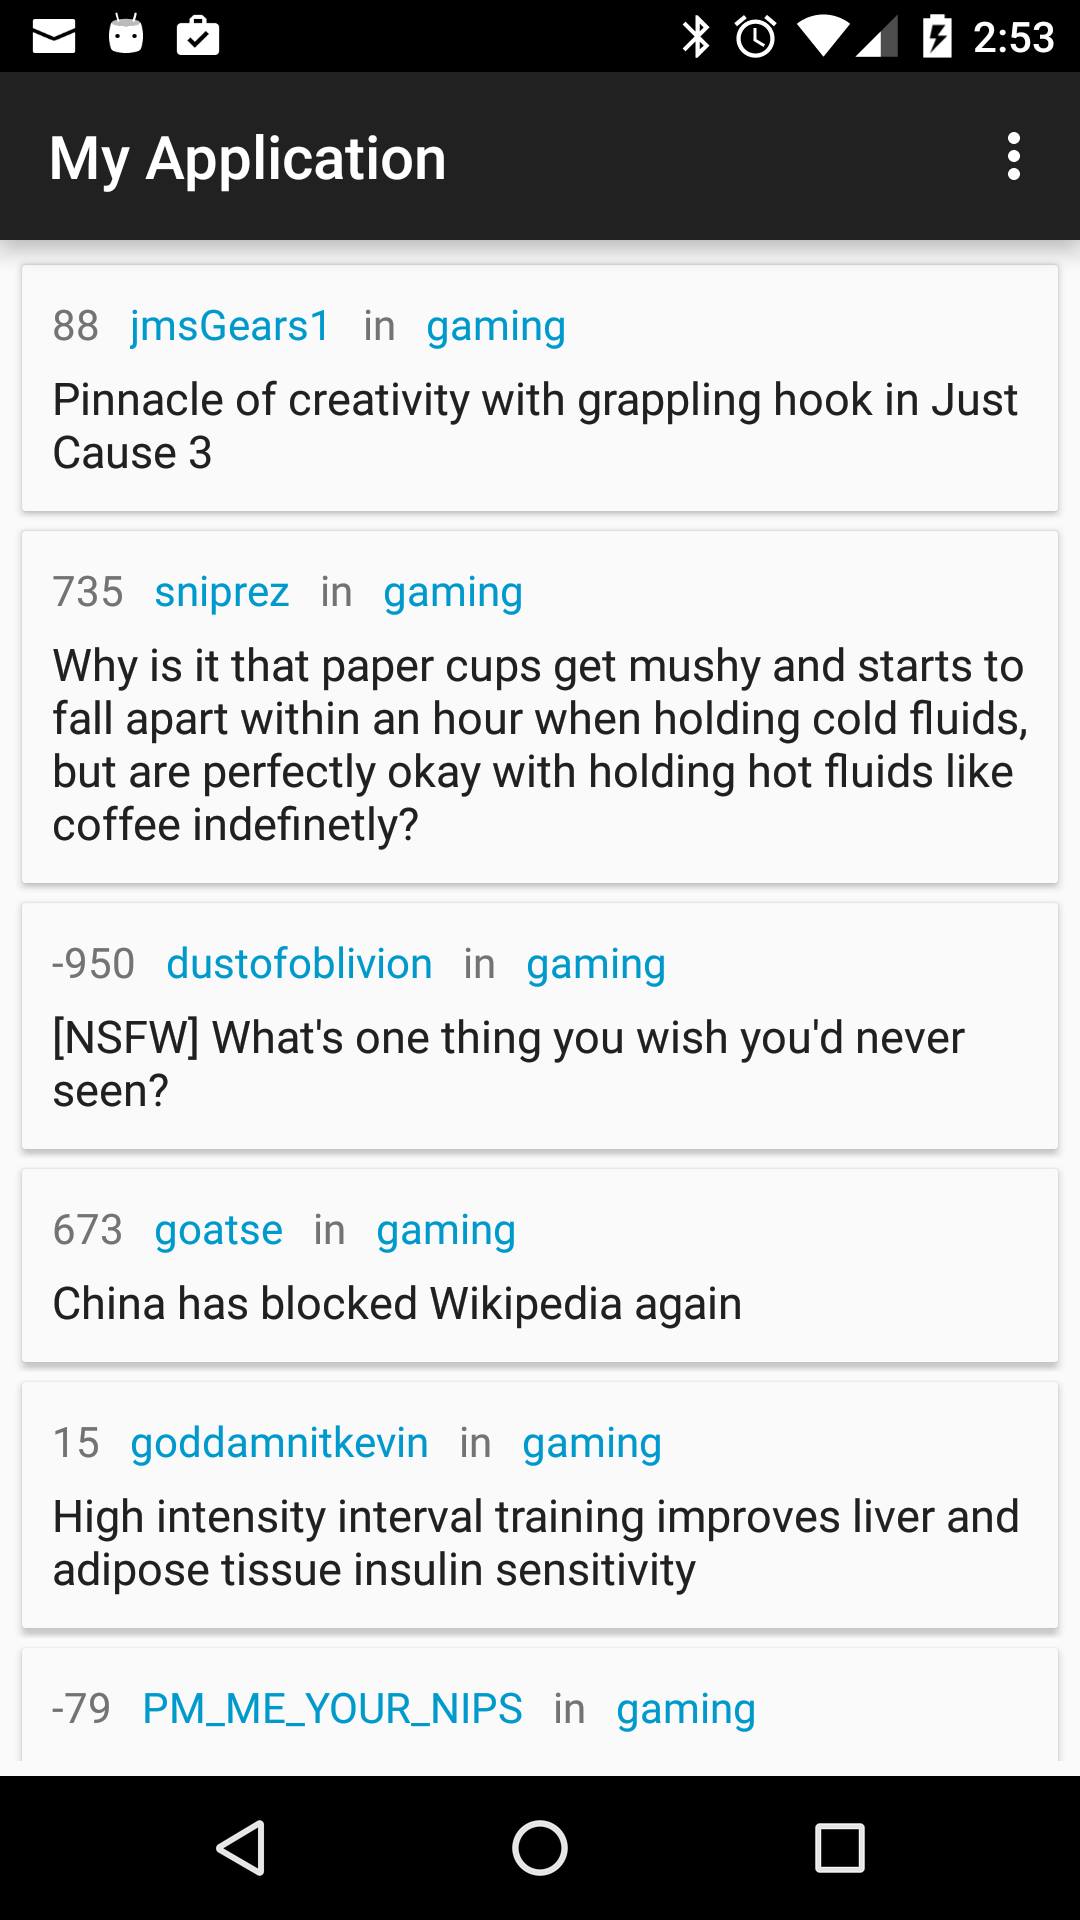 2:53
My Application
88 jmsGears1 in gaming
Pinnacle of creativity with grappling hook in Just
Cause 3
735 sniprez in gaming
Why is it that paper cups get mushy and starts to
fall apart within an hour when holding cold fluids,
but are perfectly okay with holding hot fluids like
coffee indefinetly?
-950 dustofoblivion in gaming
[NSFW] What's one thing you wish you'd never
seen?
673 goatse in gaming
China has blocked Wikipedia again
15 goddamnitkevin in gaming
High intensity interval training improves liver and
adipose tissue insulin sensitivity
-79 PM_ME_YOUR_NIPS in gaming